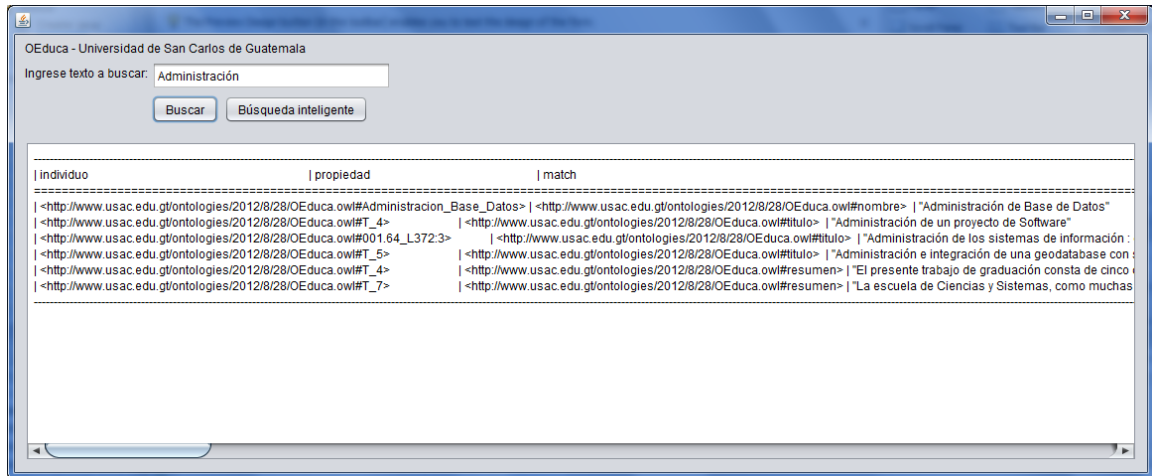 OEduca - Universidad de San Carlos de Guatemala
Ingrese texto a buscar: Administración
Buscar Búsqueda inteligente
| individuo | propiedad | match
| <http://www.usac.edu.gt/ontologies/2012/8/28/OEduca.owl#Administracion_Base_Datos> | <http://www.usac.edu.gt/ontologies/2012/8/28/OEduca.owl#nombre> | "Administración de Base de Datos"
| <http://www.usac.edu.gt/ontologies/2012/8/28/OEduca.owl#T_4> | <http://www.usac.edu.gt/ontologies/2012/8/28/OEduca.owl#titulo> | "Administración de un proyecto de Software"
| <http://www.usac.edu.gt/ontologies/2012/8/28/OEduca.owl#001.64_L372:3> | <http://www.usac.edu.gt/ontologies/2012/8/28/OEduca.owl#titulo> | "Administración de los sistemas de información :
| <http://www.usac.edu.gt/ontologies/2012/8/28/OEduca.owl#T_5> | <http://www.usac.edu.gt/ontologies/2012/8/28/OEduca.owl#titulo> | "Administración e integración de una geodatabase con
| <http://www.usac.edu.gt/ontologies/2012/8/28/OEduca.owl#T_4> | <http://www.usac.edu.gt/ontologies/2012/8/28/OEduca.owl#resumen> | "El presente trabajo de graduación consta de cinco
| <http://www.usac.edu.gt/ontologies/2012/8/28/OEduca.owl#T_7> | <http://www.usac.edu.gt/ontologies/2012/8/28/OEduca.owl#resumen> | "La escuela de Ciencias y Sistemas, como muchas